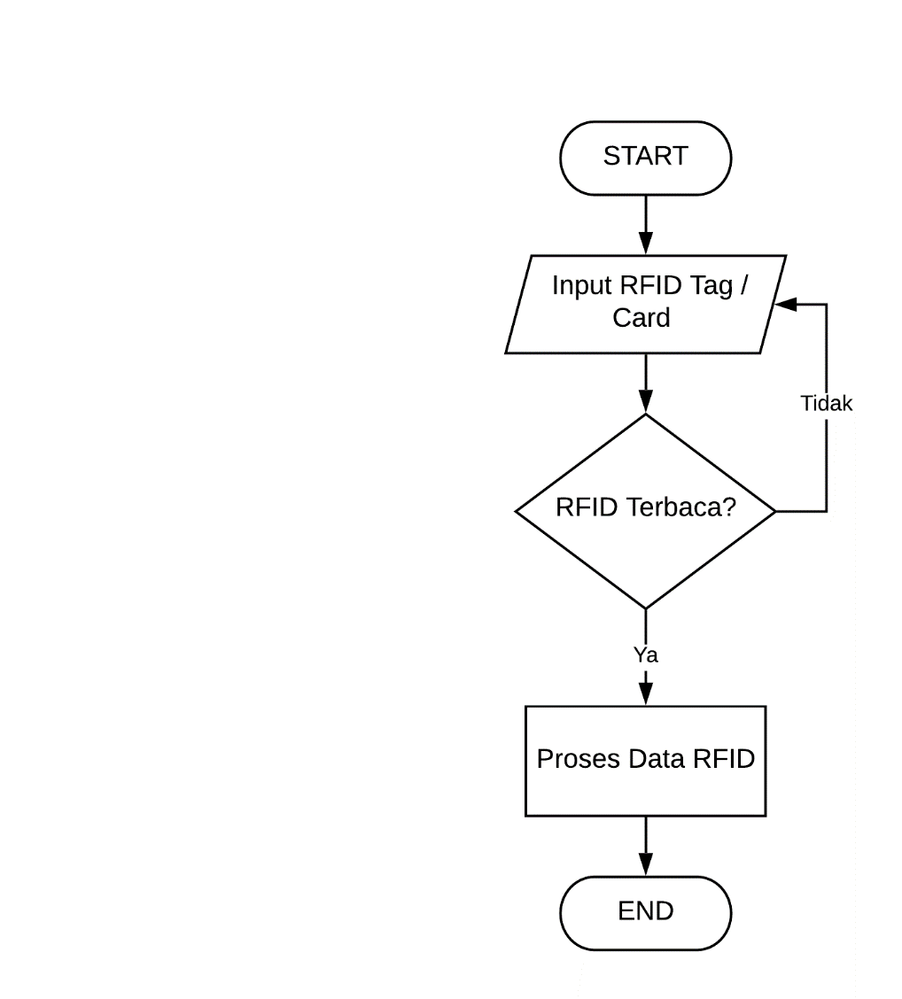 START
Input RFID Tag /
Card
Tidak
RFID Terbaca?
Ya
Proses Data RFID
END